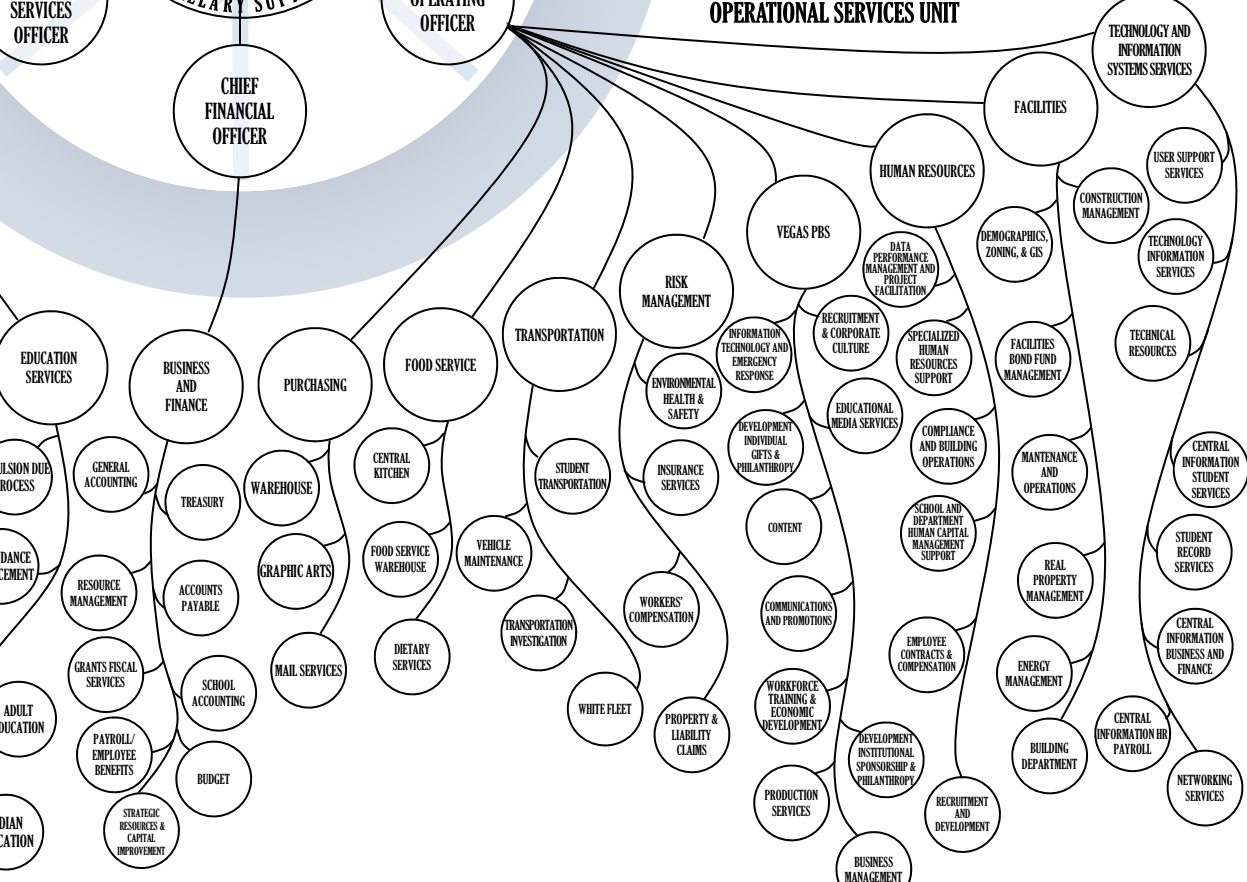 SERVICES
OFFICER
OPERATING
OFFICER
OPERATIONAL SERVICES UNIT
CHIEF
FINANCIAL
OFFICER
TECHNOLOGY AND
INFORMATION
SYSTEMS SERVICES
FACILITIES
HUMAN RESOURCES
VEGAS PBS
RISK
MANAGEMENT
TRANSPORTATION
FOOD SERVICE
PURCHASING
BUSINESS
AND
FINANCE
EDUCATION
SERVICES
ULSION DUE
ROCESS
DANCE
CEMENT
ADULT
DUCATION
DIAN
CATION
GENERAL
ACCOUNTING
TREASURY
RESOURCE
MANAGEMENT
ACCOUNTS
PAYABLE
GRANTS FISCAL
SERVICES
SCHOOL
ACCOUNTING
PAYROLL/
EMPLOYEE
BENEFITS
BUDGET
STRATEGIC
RESOURCES &
CAPITAL
IMPROVEMENT
WAREHOUSE
GRAPHIC ARTS
MAIL SERVICES
CENTRAL
KITCHEN
FOOD SERVICE
WAREHOUSE
DIETARY
SERVICES
STUDENT
TRANSPORTATION
VEHICLE
MAINTENANCE
TRANSPORTATION
INVESTIGATION
WHITE FLEET
ENVIRONMENTAL
HEALTH &
SAFETY
INSURANCE
SERVICES
WORKERS'
COMPENSATION
PROPERTY &
LIABILITY
CLAIMS
INFORMATION
TECHNOLOGY AND
EMERGENCY
RESPONSE
RECRUITMENT
& CORPORATE
CULTURE
EDUCATIONAL
MEDIA SERVICES
DEVELOPMENT
INDIVIDUAL
GIFTS &
PHILANTHROPY
CONTENT
COMMUNICATIONS
AND PROMOTIONS
WORKFORCE
TRAINING &
ECONOMIC
DEVELOPMENT
DEVELOPMENT
INSTITUTIONAL
SPONSORSHIP &
PHILANTHROPY
PRODUCTION
SERVICES
BUSINESS
MANAGEMENT
DATA
PERFORMANCE
MANAGEMENT AND
PROJECT
FACILITATION
SPECIALIZED
HUMAN
RESOURCES
SUPPORT
COMPLIANCE
AND BUILDING
OPERATIONS
SCHOOL AND
DEPARTMENT
HUMAN CAPITAL
MANAGEMENT
SUPPORT
EMPLOYEE
CONTRACTS &
COMPENSATION
RECRUITMENT
AND
DEVELOPMENT
CONSTRUCTION
MANAGEMENT
DEMOGRAPHICS,
ZONING, & GIS
FACILITIES
BOND FUND
MANAGEMENT
MANTENANCE
AND
OPERATIONS
REAL
PROPERTY
MANAGEMENT
ENERGY
MANAGEMENT
BUILDING
DEPARTMENT
USER SUPPORT
SERVICES
TECHNOLOGY
INFORMATION
SERVICES
TECHNICAL
RESOURCES
CENTRAL
INFORMATION
STUDENT
SERVICES
STUDENT
RECORD
SERVICES
CENTRAL
INFORMATION
BUSINESS AND
FINANCE
CENTRAL
INFORMATION HR
PAYROLL
NETWORKING
SERVICES